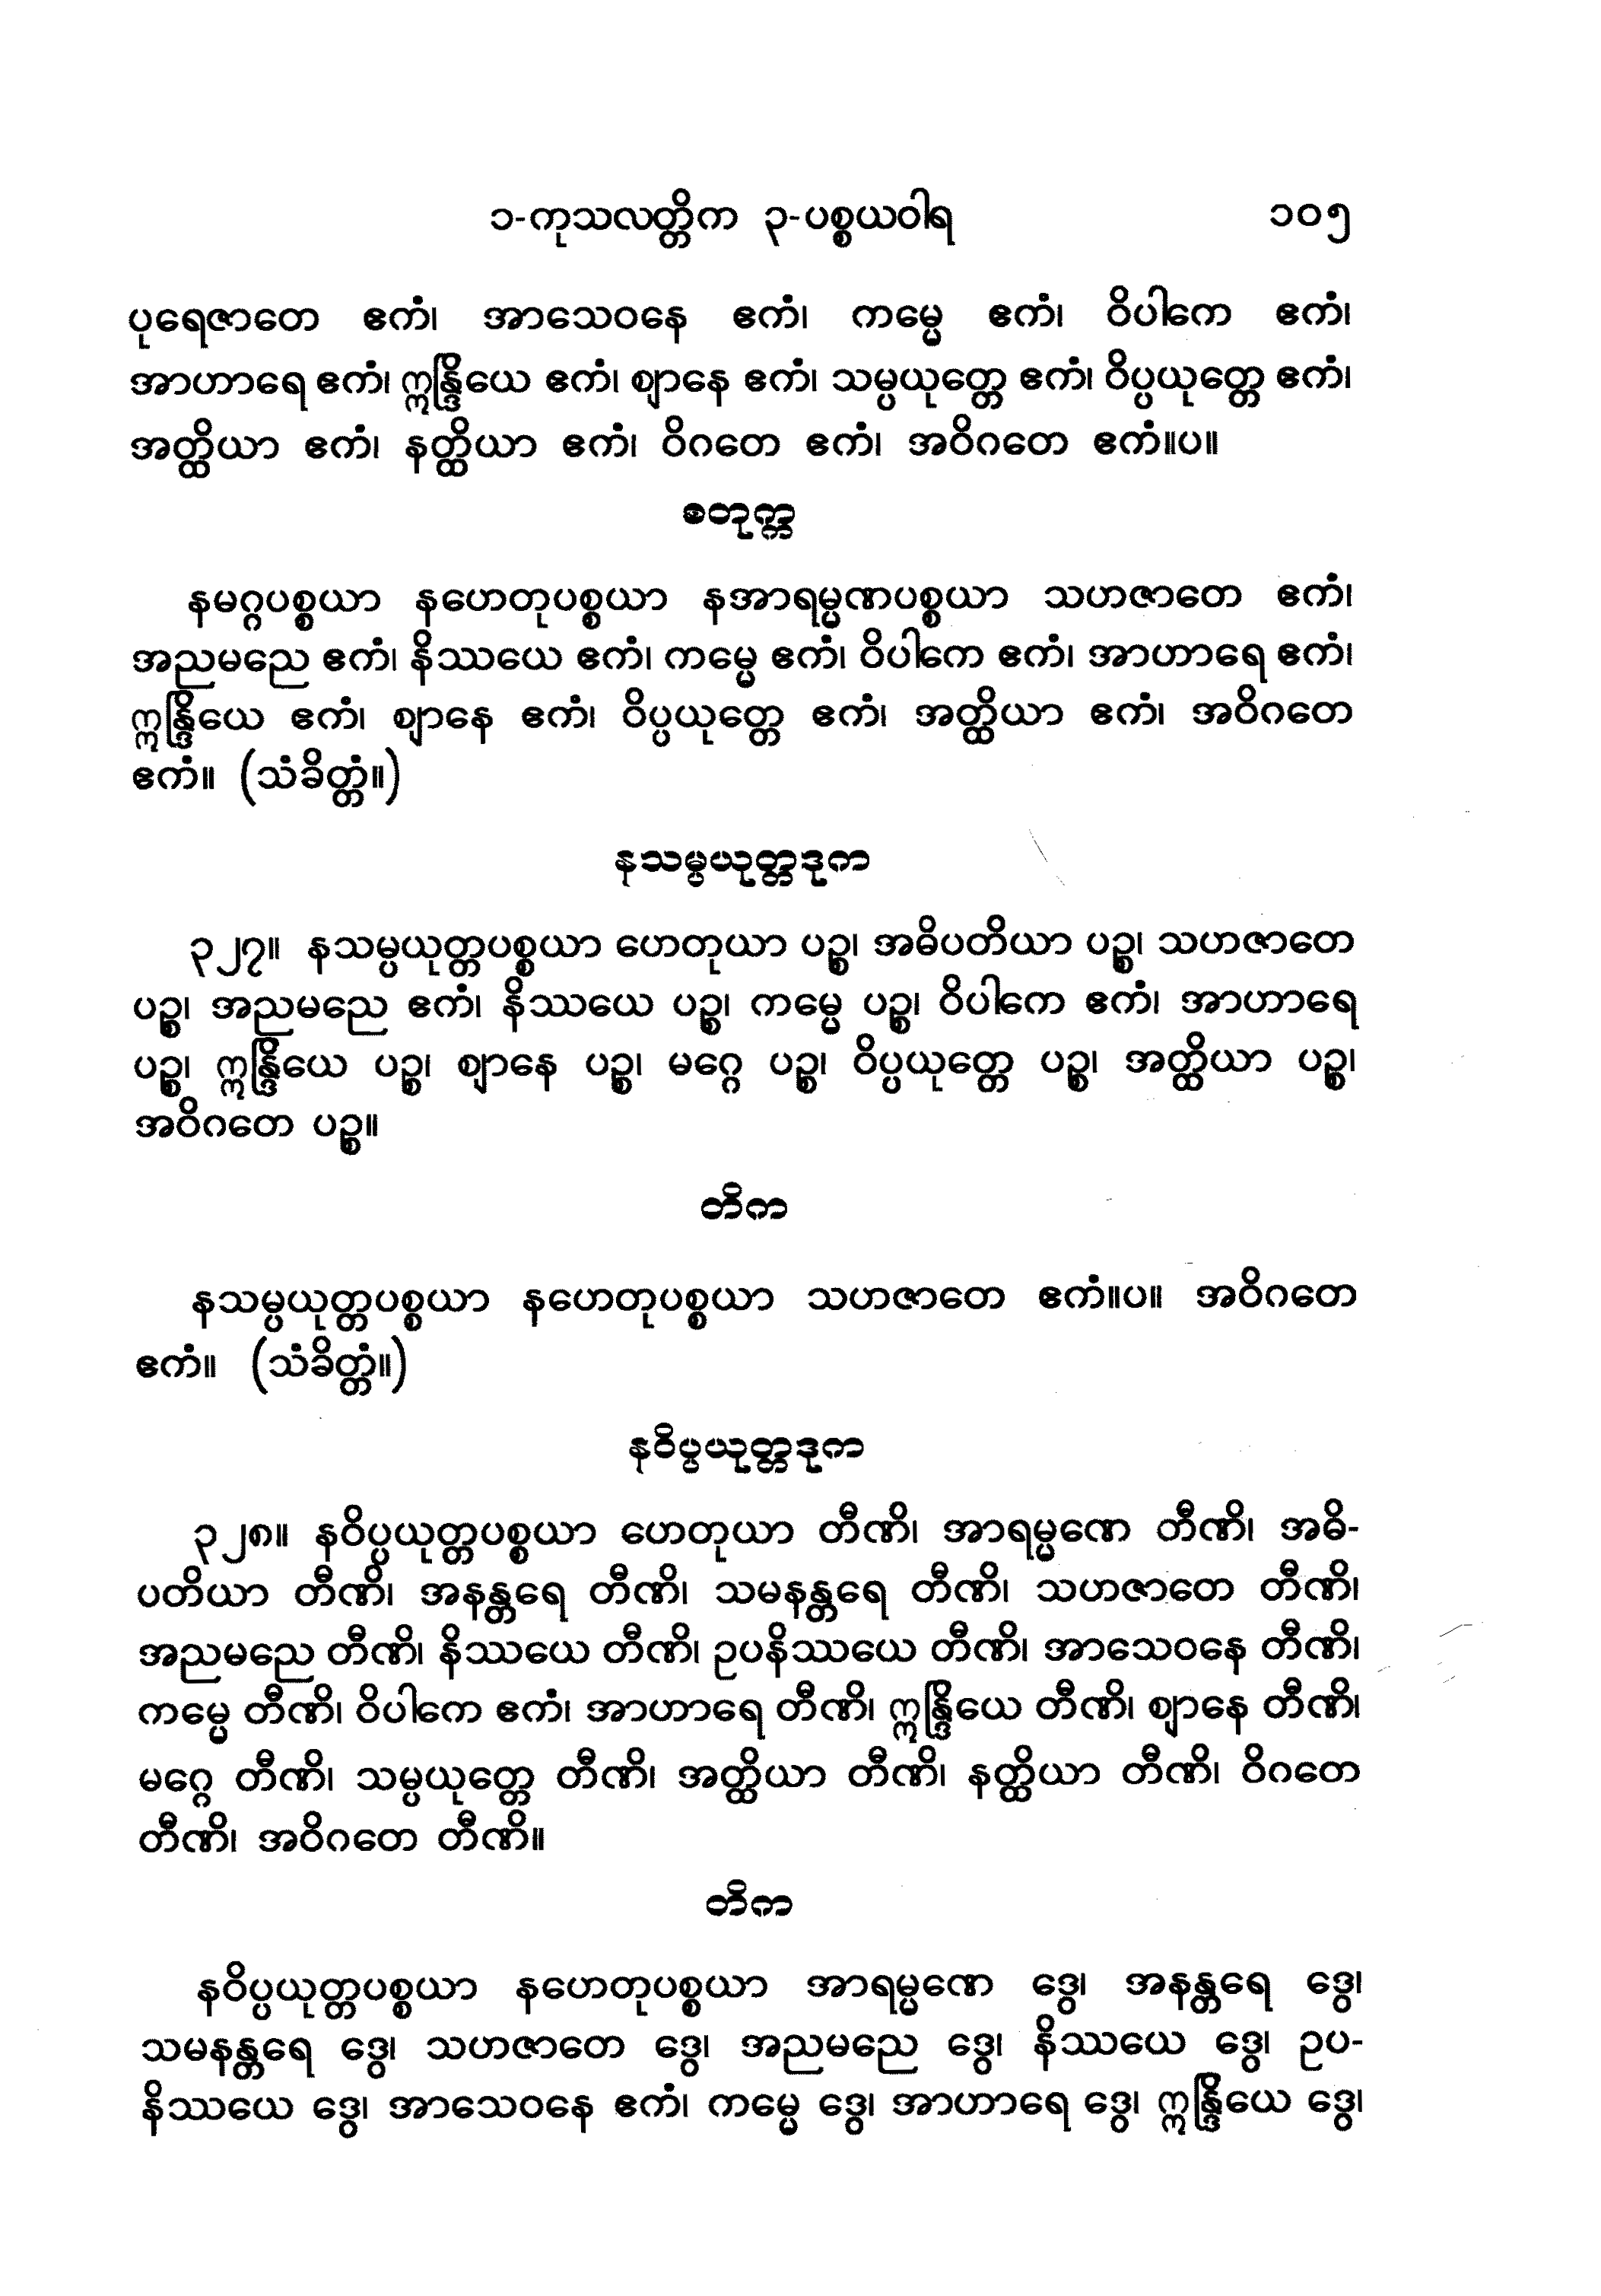 ၁-ကုသလတ္တိက ၃-ပစ္စယဝါရ ၁၀၅
ပုရေဇာတေ ဧကံ၊ အာသေဝနေ ဧကံ၊ ကမ္မေ ဧကံ၊ ဝိပါကေ ဧကံ၊
အာဟာရေ ဧကံ၊ ဣန္ဒြိယေ ဧကံ၊ ဈာနေ ဧကံ၊ သမ္ပယုတ္တေ ဧကံ၊ ဝိပ္ပယုတ္တေ ဧကံ၊
အတ္ထိယာ ဧကံ၊ နတ္ထိယာ ဧကံ၊ ဝိဂတေ ဧကံ၊ အဝိဂတေ ဧကံ။ပ။
စတုက္က
နမဂ္ဂပစ္စယာ နဟေတုပစ္စယာ နအာရမ္မဏပစ္စယာ သဟဇာတေ ဧကံ၊
အညမညေ ဧကံ၊ နိဿယေ ဧကံ၊ ကမ္မေ ဧကံ၊ ဝိပါကေ ဧကံ၊ အာဟာရေ ဧကံ၊
ဣန္ဒြိယေ ဧကံ၊ ဈာနေ ဧကံ၊ ဝိပ္ပယုတ္တေ ဧကံ၊ အတ္ထိယာ ဧကံ၊ အဝိဂတေ
ဧကံ။ (သံခိတ္တံ။)
နသမ္ပယုတ္တဒုက
၃၂၇။ နသမ္ပယုတ္တပစ္စယာ ဟေတုယာ ပဉ္စ၊ အဓိပတိယာ ပဉ္စ၊ သဟဇာတေ
ပဉ္စ၊ အညမညေ ဧကံ၊ နိဿယေ ပဉ္စ၊ ကမ္မေ ပဉ္စ၊ ဝိပါကေ ဧကံ၊ အာဟာရေ
ပဉ္စ၊ ဣန္ဒြိယေ ပဉ္စ၊ ဈာနေ ပဉ္စ၊ မဂ္ဂေ ပဉ္စ၊ ဝိပ္ပယုတ္တေ ပဉ္စ၊ အတ္ထိယာ ပဉ္စ၊
အဝိဂတေ ပဉ္စ။
တိက
နသမ္ပယုတ္တပစ္စယာ နဟေတုပစ္စယာ သဟဇာတေ ဧကံ။ပ။ အဝိဂတေ
ဧကံ။ (သံခိတ္တံ။)
နဝိပ္ပယုတ္တဒုက
၃၂၈။ နဝိပ္ပယုတ္တပစ္စယာ ဟေတုယာ တီဏိ၊ အာရမ္မဏေ တီဏိ၊ အဓိ-
ပတိယာ တီဏိ၊ အနန္တရေ တီဏိ၊ သမနန္တရေ တီဏိ၊ သဟဇာတေ တီဏိ၊
အညမညေ တီဏိ၊ နိဿယေ တီဏိ၊ ဥပနိဿယေ တီဏိ၊ အာသေဝနေ တီဏိ၊
ကမ္မေ တီဏိ၊ ဝိပါကေ ဧကံ၊ အာဟာရေ တီဏိ၊ ဣန္ဒြိယေ တီဏိ၊ ဈာနေ တီဏိ၊
မဂ္ဂေ တီဏိ၊ သမ္ပယုတ္တေ တီဏိ၊ အတ္ထိယာ တီဏိ၊ နတ္ထိယာ တီဏိ၊ ဝိဂတေ
တီဏိ၊ အဝိဂတေ တီဏိ။
တိက
နဝိပ္ပယုတ္တပစ္စယာ နဟေတုပစ္စယာ အာရမ္မဏေ ဒွေ၊ အနန္တရေ ဒွေ၊
သမနန္တရေ ဒွေ၊ သဟဇာတေ ဒွေ၊ အညမညေ ဒွေ၊ နိဿယေ ဒွေ၊ ဥပ-
နိဿယေ ဒွေ၊ အာသေဝနေ ဧကံ၊ ကမ္မေ ဒွေ၊ အာဟာရေ ဒွေ၊ ဣန္ဒြိယေ ဒွေ၊